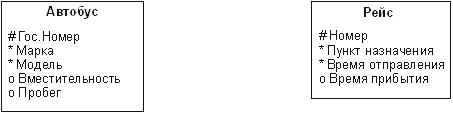 Автобус
# Гос.Номер
* Марка
* Модель
о Вместительность
о Пробег
Рейс
# Номер
* Пункт назначения
* Время отправления
о Время прибытия